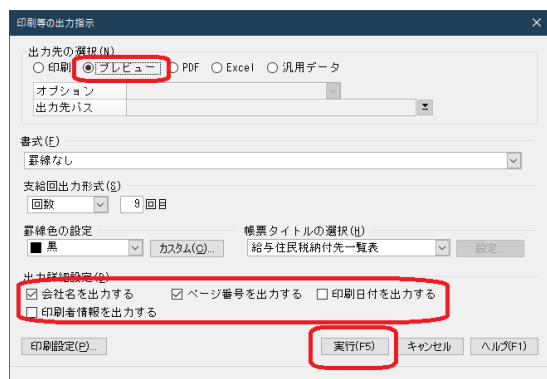 印刷等の出力指示
出力先の選択(N)
印刷 プレビュー PDF Excel 汎用データ
オプション
出力先パス
書式(F)
罫線なし
支給回出力形式(S)
回数 9 回目
罫線色の設定 帳票タイトルの選択(H)
黒 カスタム(C)... 給与住民税納付先一覧表 設定...
出力詳細設定(D)
会社名を出力する ページ番号を出力する 印刷日付を出力する
印刷者情報を出力する
印刷設定(P)... 実行(F5) キャンセル ヘルプ(F1)